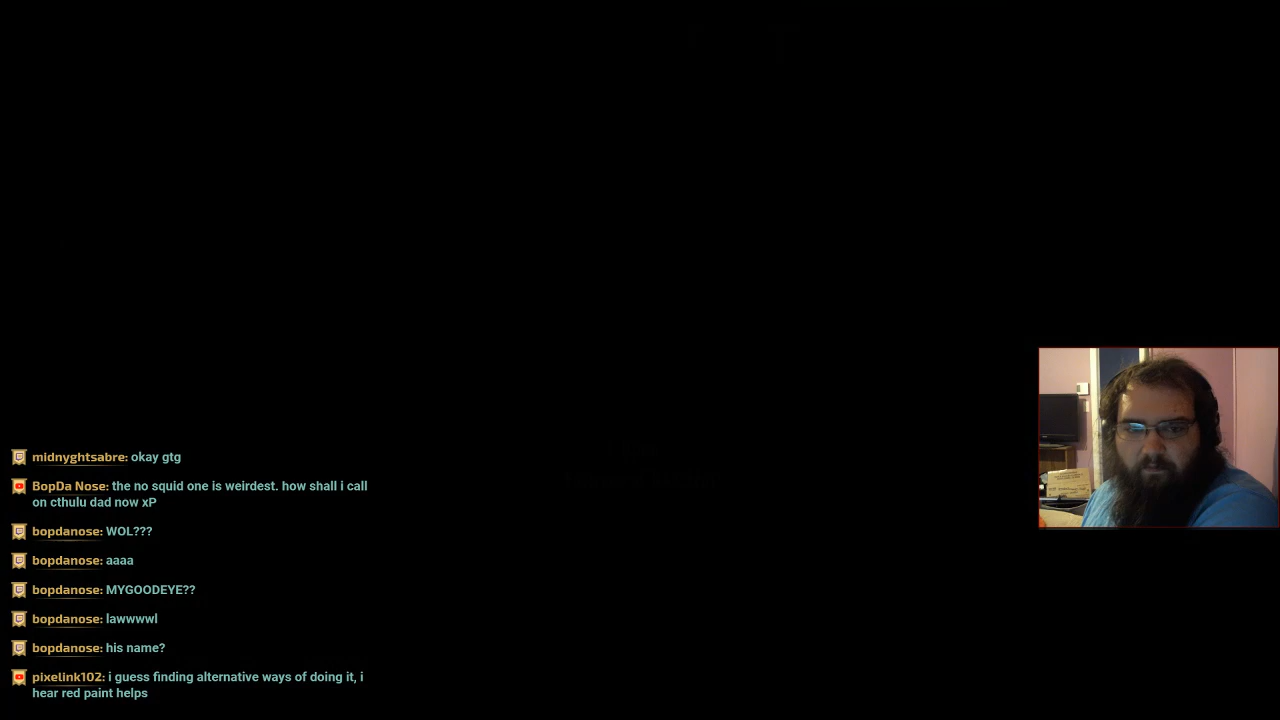 midnyghtsabre: okay gtg
BopDa Nose: the no squid one is weirdest. how shall i call
on cthulu dad now xP
bopdanose: WOL???
bopdanose: aaaa
bopdanose: MYGOODEYE??
bopdanose: lawwwwl
bopdanose: his name?
pixelink102: i guess finding alternative ways of doing it, i
hear red paint helps